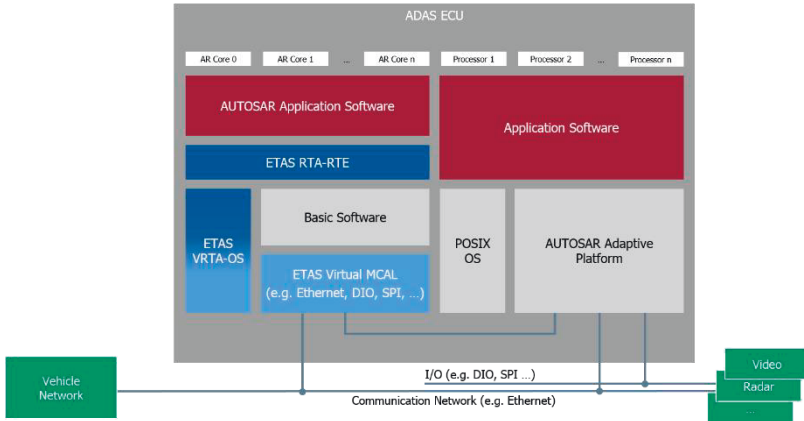 ADAS ECU
AR Core 0
AR Core 1
...
AR Core n
Processor 1
Processor 2
...
Processor n
AUTOSAR Application Software
Application Software
ETAS RTA-RTE
ETAS
VRTA-OS
Basic Software
ETAS Virtual MCAL
(e.g. Ethernet, DIO, SPI, ...)
POSIX
OS
AUTOSAR Adaptive
Platform
Vehicle
Network
I/O (e.g. DIO, SPI ...)
Communication Network (e.g. Ethernet)
Video
Radar
...